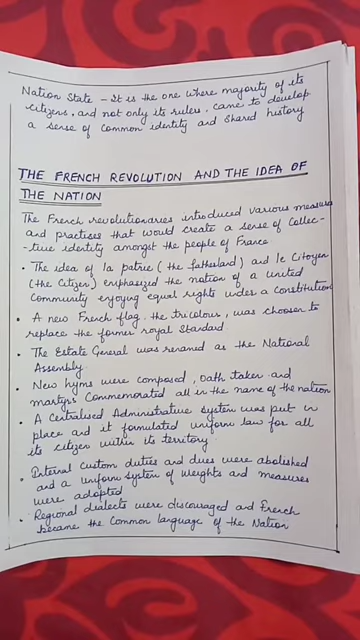 Nation State - It is the one where majority of its
citizens, and not only its rulers, came to develop
a sense of common identity and shared history
THE FRENCH REVOLUTION AND THE IDEA OF
THE NATION
The French revolutionaries introduced various measures
and practises that would create a sense of collec-
-tive identity amongst the people of France
• The idea of la patrie (the fatherland) and le citoyen
(the citizen) emphasized the nation of a united
community enjoying equal rights under a constitution
• A new French flag, the tricolour, was choosen to
replace the former royal Standard.
• The Estate General was renamed as the National
Assembly.
• New hyms were composed, oath taken and
martyrs commemorated all in the name of the nation
• A centralised Administrative system was put in
place and it formulated uniform law for all
its citizen within its territory
• Internal custom duties and dues were abolished
and a uniform system of weights and measures
were adopted
• Regional dialects were discouraged and French
became the common language of the Nation